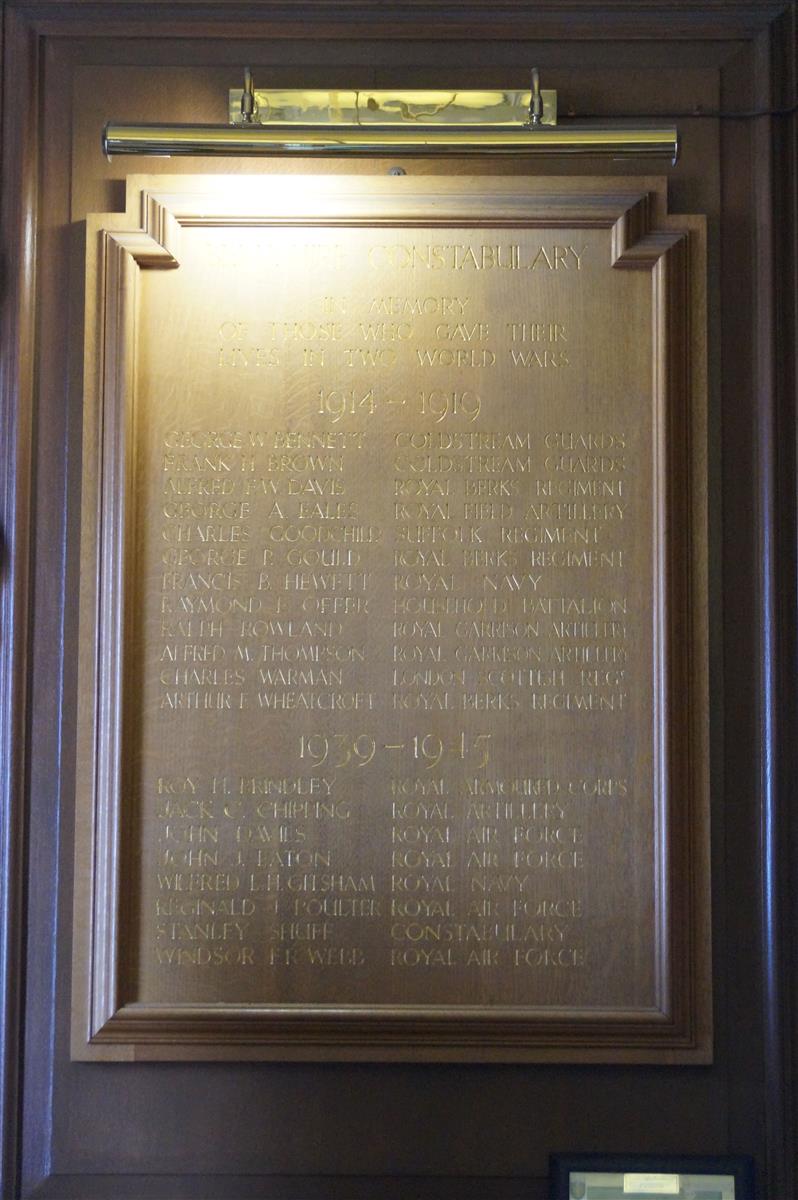 CONSTABULARY
IN MEMORY
OF THOSE WHO GAVE THEIR
LIVES IN TWO WORLD WARS
1914 – 1919
GEORGE W. BENNETT COLDSTREAM GUARDS
FRANK H BROWN COLDSTREAM GUARDS
ALFRED F.W. DAVIS ROYAL BERKS REGIMENT
GEORGE A. EALES ROYAL FIELD ARTILLERY
CHARLES GOODCHILD SUFFOLK REGIMENT
GEORGE P. GOULD ROYAL BERKS REGIMENT
FRANCIS B. HEWETT ROYAL NAVY
RAYMOND F. OFFER HOUSEHOLD BATTALION
RALPH ROWLAND ROYAL GARRISON ARTILLERY
ALFRED M. THOMPSON ROYAL GARRISON ARTILLERY
CHARLES WARMAN LONDON SCOTTISH REGT
ARTHUR F. WHEATCROFT ROYAL BERKS REGIMENT
1939 – 1945
ROY H. BRINDLEY ROYAL ARMOURED CORPS
JACK C. CHIPPING ROYAL ARTILLERY
JOHN DAVIES ROYAL AIR FORCE
JOHN J. EATON ROYAL AIR FORCE
WILFRED L.H. GITSHAM ROYAL NAVY
REGINALD J. POULTER ROYAL AIR FORCE
STANLEY SHUFF CONSTABULARY
WINDSOR F.R. WEBB ROYAL AIR FORCE